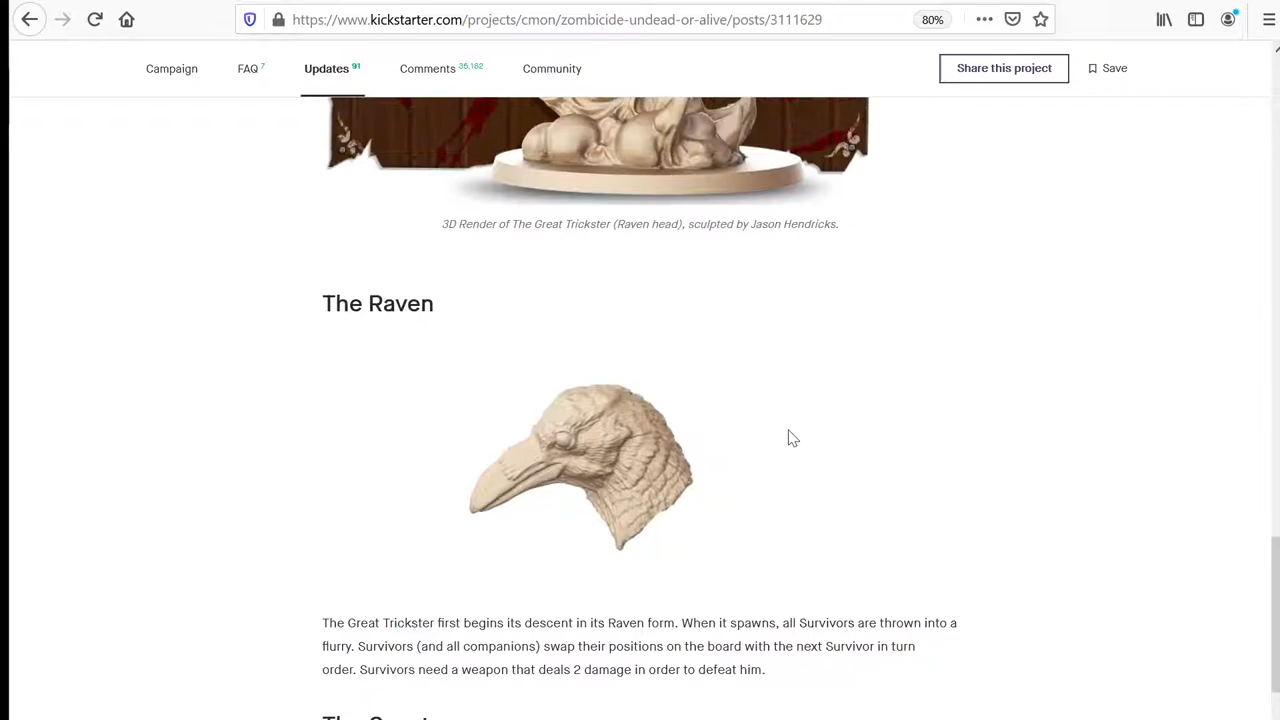 https://www.kickstarter.com/projects/cmon/zombicide-undead-or-alive/posts/3111629
80%
Campaign
FAQ 7
Updates 91
Comments 35,182
Community
Share this project
Save
3D Render of The Great Trickster (Raven head), sculpted by Jason Hendricks.
The Raven
The Great Trickster first begins its descent in its Raven form. When it spawns, all Survivors are thrown into a
flurry. Survivors (and all companions) swap their positions on the board with the next Survivor in turn
order. Survivors need a weapon that deals 2 damage in order to defeat him.